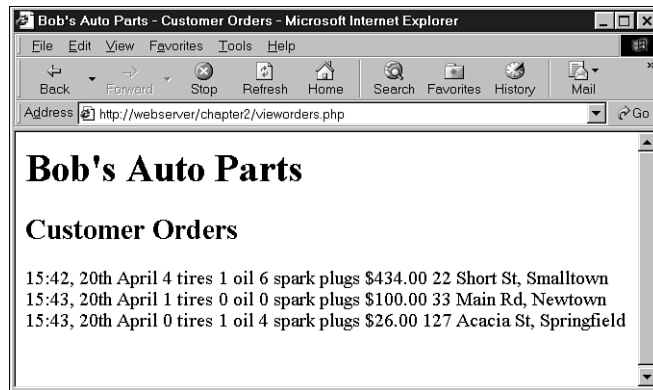 Bob's Auto Parts - Customer Orders - Microsoft Internet Explorer
File Edit View Favorites Tools Help
Back Forward Stop Refresh Home Search Favorites History Mail »
Address http://webserver/chapter2/vieworders.php Go
Bob's Auto Parts
Customer Orders
15:42, 20th April 4 tires 1 oil 6 spark plugs $434.00 22 Short St, Smalltown
15:43, 20th April 1 tires 0 oil 0 spark plugs $100.00 33 Main Rd, Newtown
15:43, 20th April 0 tires 1 oil 4 spark plugs $26.00 127 Acacia St, Springfield